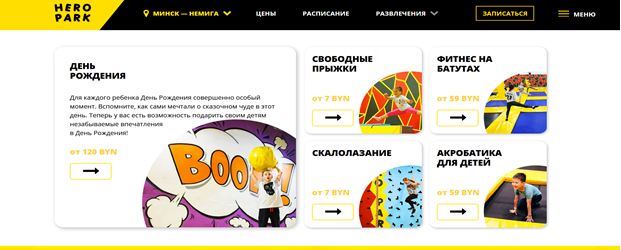 HERO
PARK
МИНСК — НЕМИГА
ЦЕНЫ
РАСПИСАНИЕ
РАЗВЛЕЧЕНИЯ
ЗАПИСАТЬСЯ
МЕНЮ
ДЕНЬ
РОЖДЕНИЯ
Для каждого ребенка День Рождения совершенно особый
момент. Вспомните, как сами мечтали о сказочном чуде в этот
день. Теперь у вас есть возможность подарить своим детям
незабываемые впечатления
в День Рождения!
от 120 BYN
BOOM!
СВОБОДНЫЕ
ПРЫЖКИ
от 7 BYN
ФИТНЕС НА
БАТУТАХ
от 59 BYN
СКАЛОЛАЗАНИЕ
от 7 BYN
АКРОБАТИКА
ДЛЯ ДЕТЕЙ
от 59 BYN